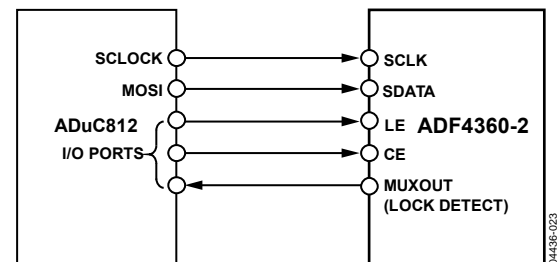 SCLOCK
SCLK
MOSI
SDATA
ADuC812
LE
ADF4360-2
I/O PORTS
CE
MUXOUT
(LOCK DETECT)
04436-023